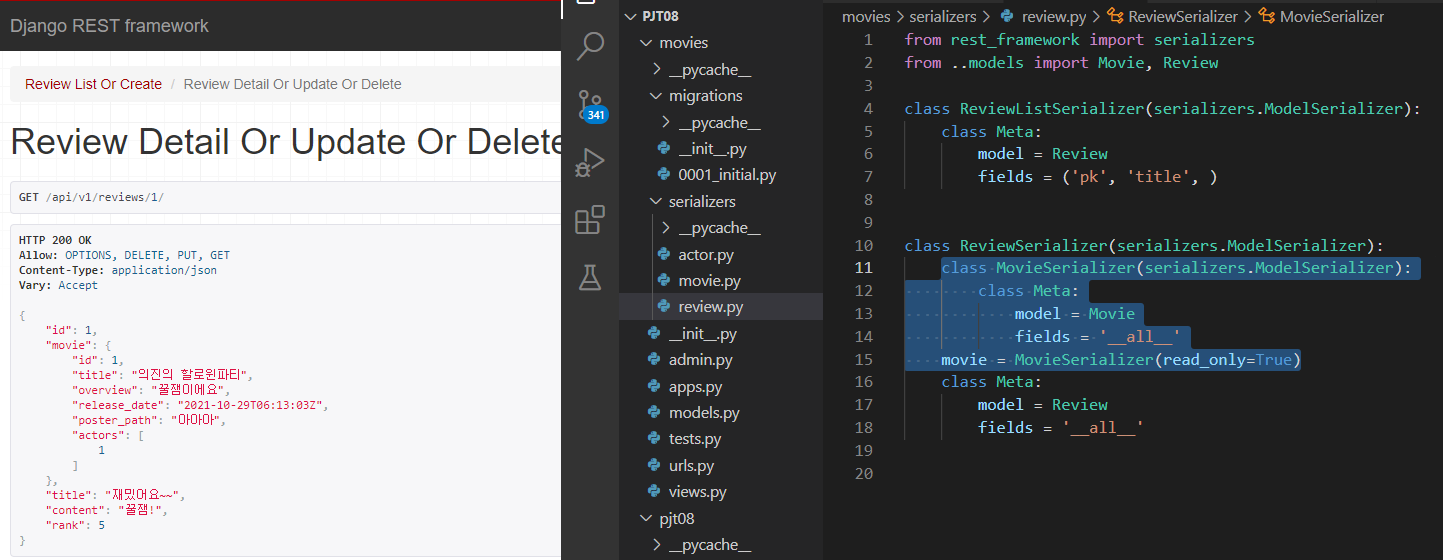 Django REST framework
Review List Or Create / Review Detail Or Update Or Delete
Review Detail Or Update Or Delete
GET /api/v1/reviews/1/
HTTP 200 OK
Allow: OPTIONS, DELETE, PUT, GET
Content-Type: application/json
Vary: Accept
{
    "id": 1,
    "movie": {
        "id": 1,
        "title": "의진의 할로윈파티",
        "overview": "꿀잼이에요",
        "release_date": "2021-10-29T06:13:03Z",
        "poster_path": "아아아",
        "actors": [
            1
        ]
    },
    "title": "재밌어요~~",
    "content": "꿀잼!",
    "rank": 5
}
341
PJT08
movies
__pycache__
migrations
__pycache__
__init__.py
0001_initial.py
serializers
__pycache__
actor.py
movie.py
review.py
__init__.py
admin.py
apps.py
models.py
tests.py
urls.py
views.py
pjt08
__pycache__
movies > serializers > review.py > ReviewSerializer > MovieSerializer
1 from rest_framework import serializers
2 from ..models import Movie, Review
3
4 class ReviewListSerializer(serializers.ModelSerializer):
5     class Meta:
6         model = Review
7         fields = ('pk', 'title', )
8
9
10 class ReviewSerializer(serializers.ModelSerializer):
11     class MovieSerializer(serializers.ModelSerializer):
12         class Meta:
13             model = Movie
14             fields = '__all__'
15     movie = MovieSerializer(read_only=True)
16     class Meta:
17         model = Review
18         fields = '__all__'
19
20